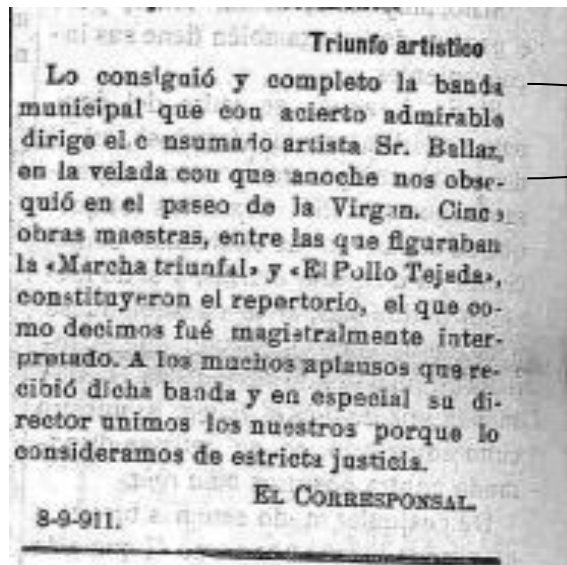 Triunfo artístico
Lo consiguió y completo la banda
municipal que con acierto admirable
dirige el c nsumado artista Sr. Ballaz,
en la velada con que anoche nos obse-
quió en el paseo de la Virgan. Cinco
obras maestras, entre las que figuraban
la «Marcha triunfal» y «El Pollo Tejada»,
constituyeron el repertorio, el que co-
mo decimos fué magistralmente inter-
pretado. A los muchos aplausos que re-
cibió dicha banda y en especial su di-
rector unimos los nuestros porque lo
consideramos de estricta justicia.
EL CORRESPONSAL.
8-9-911.